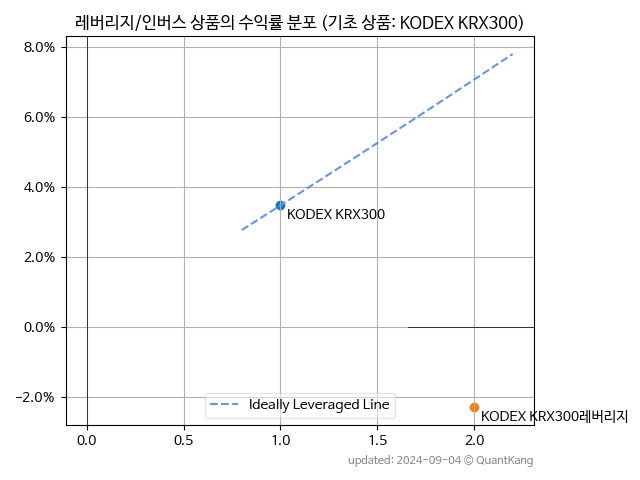 레버리지/인버스 상품의 수익률 분포 (기초 상품: KODEX KRX300)
8.0%
6.0%
4.0%
KODEX KRX300
2.0%
0.0%
−2.0%
Ideally Leveraged Line
KODEX KRX300레버리지
0.0 0.5 1.0 1.5 2.0
updated: 2024-09-04 © QuantKang